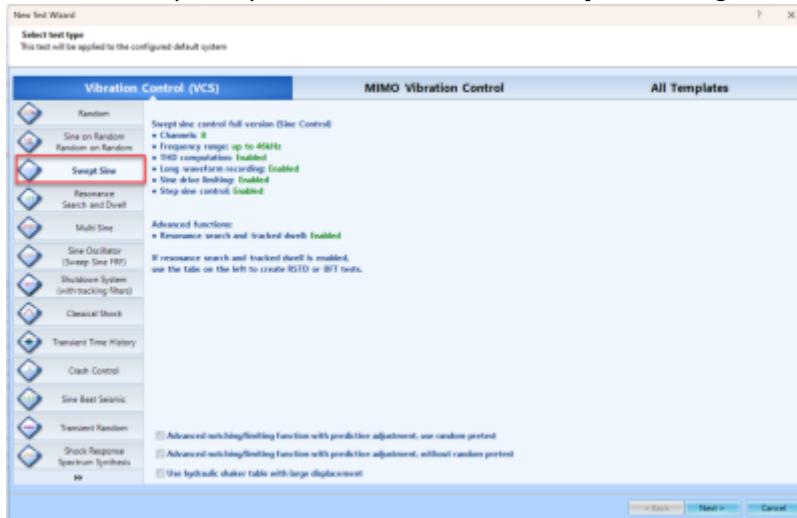 New Test Wizard
Select test type
This test will be applied to the configured default system
Vibration Control (VCS)
MIMO Vibration Control
All Templates
Random
Sine on Random
Random on Random
Swept Sine
Resonance
Search and Dwell
Multi Sine
Sine Oscillator
(Sweep Sine FRF)
Shutdown System
(with tracking filters)
Classical Shock
Transient Time History
Crash Control
Sine Beat Seismic
Transient Random
Shock Response
Spectrum Synthesis
Swept sine control full version (Sine Control)
• Channels: 8
• Frequency range: up to 46kHz
• THD computation: Enabled
• Long waveform recording: Enabled
• Sine drive limiting: Enabled
• Step sine control: Enabled
Advanced functions:
• Resonance search and tracked dwell: Enabled
If resonance search and tracked dwell is enabled,
use the tabs on the left to create RSTD or BFT tests.
Advanced notching/limiting function with predictive adjustment, use random pretest
Advanced notching/limiting function with predictive adjustment, without random pretest
Use hydraulic shaker table with large displacement
< Back
Next >
Cancel